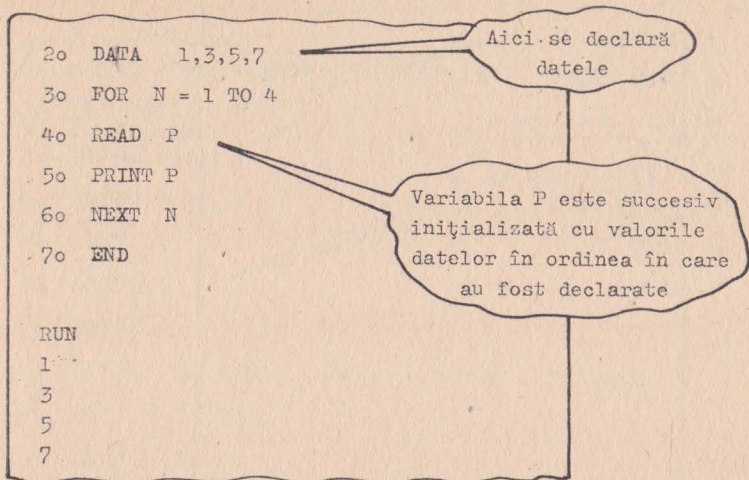 2o DATA 1,3,5,7
Aici se declară
datele
3o FOR N = 1 TO 4
4o READ P
5o PRINT P
6o NEXT N
7o END
Variabila P este succesiv
iniţializată cu valorile
datelor în ordinea în care
au fost declarate
RUN
1
3
5
7